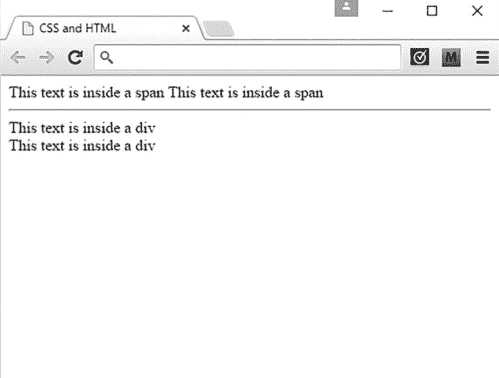 CSS and HTML
This text is inside a span This text is inside a span
This text is inside a div
This text is inside a div